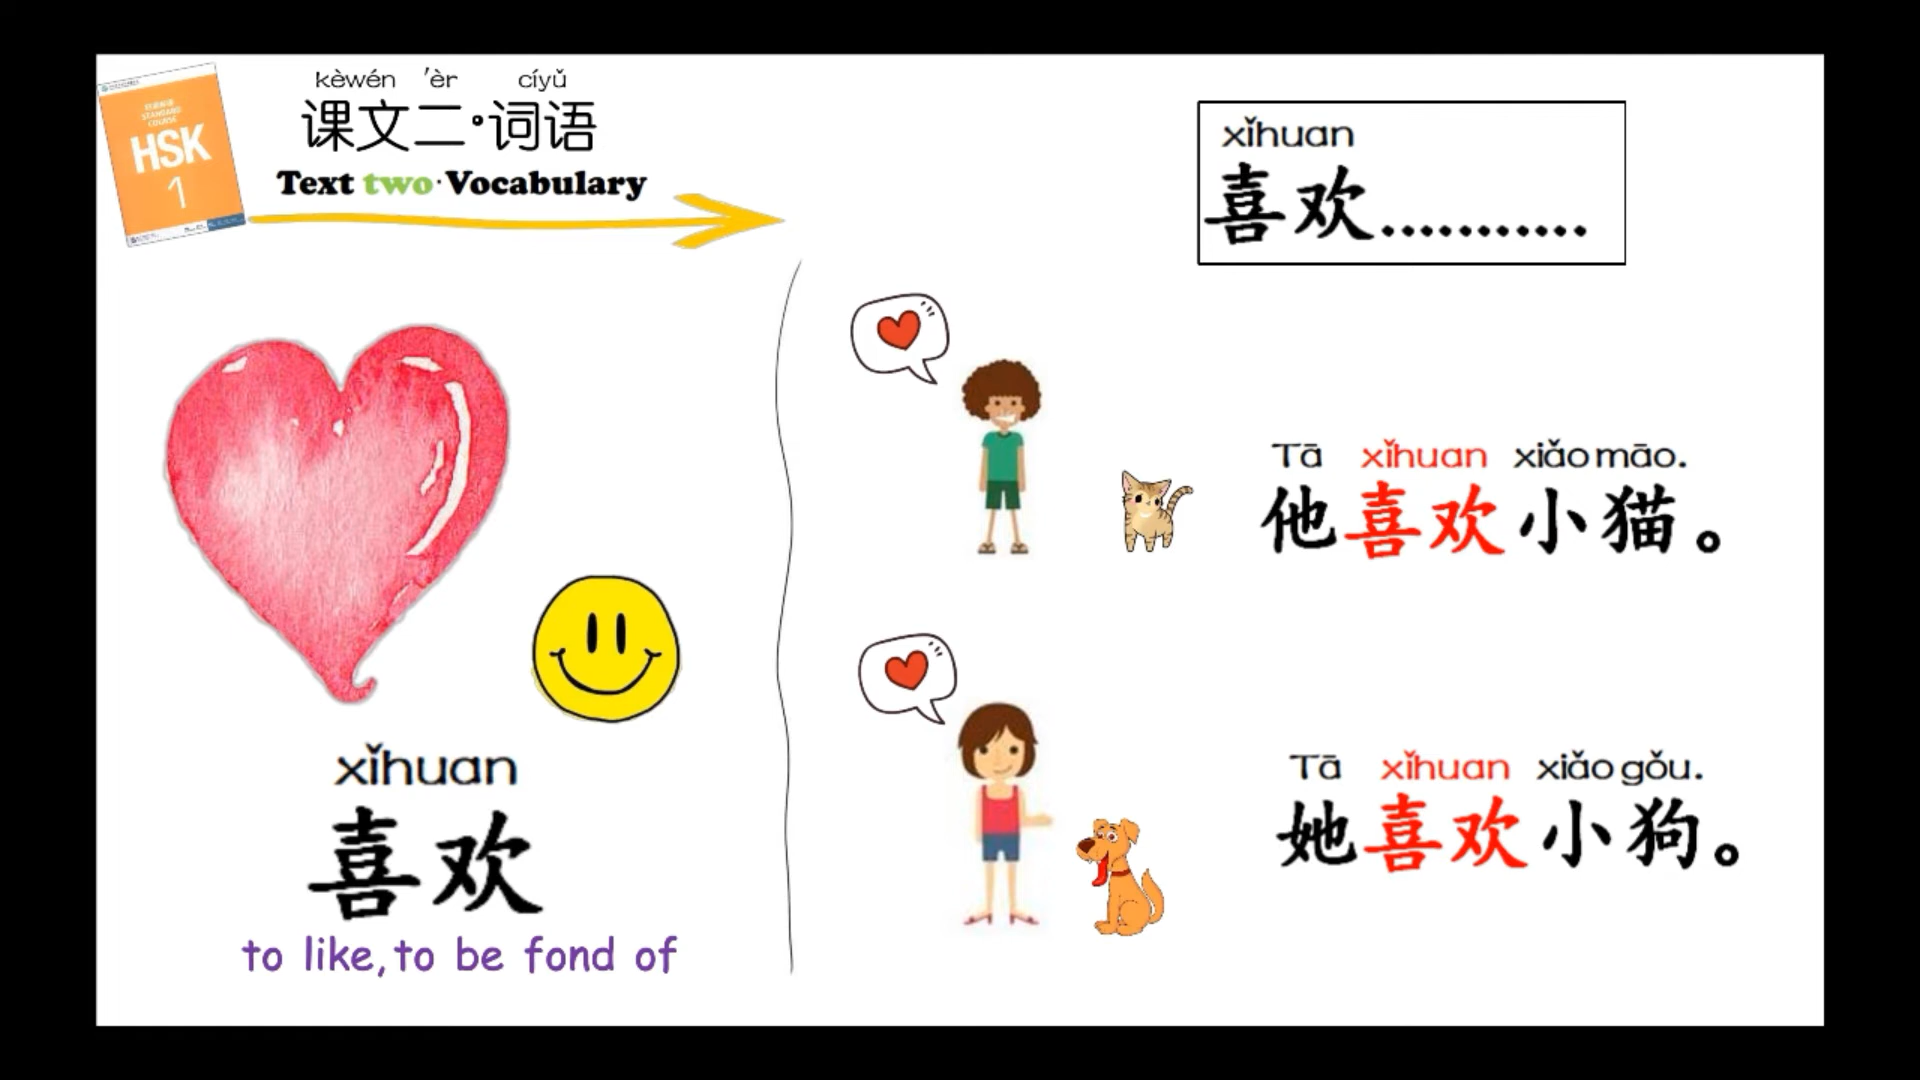 STANDARD
COURSE
HSK
1
kèwén 'èr cíyǔ
课文二·词语
Text two·Vocabulary
xǐhuan
喜欢...........
xǐhuan
喜欢
to like, to be fond of
Tā xǐhuan xiǎo māo.
他喜欢小猫。
Tā xǐhuan xiǎo gǒu.
她喜欢小狗。